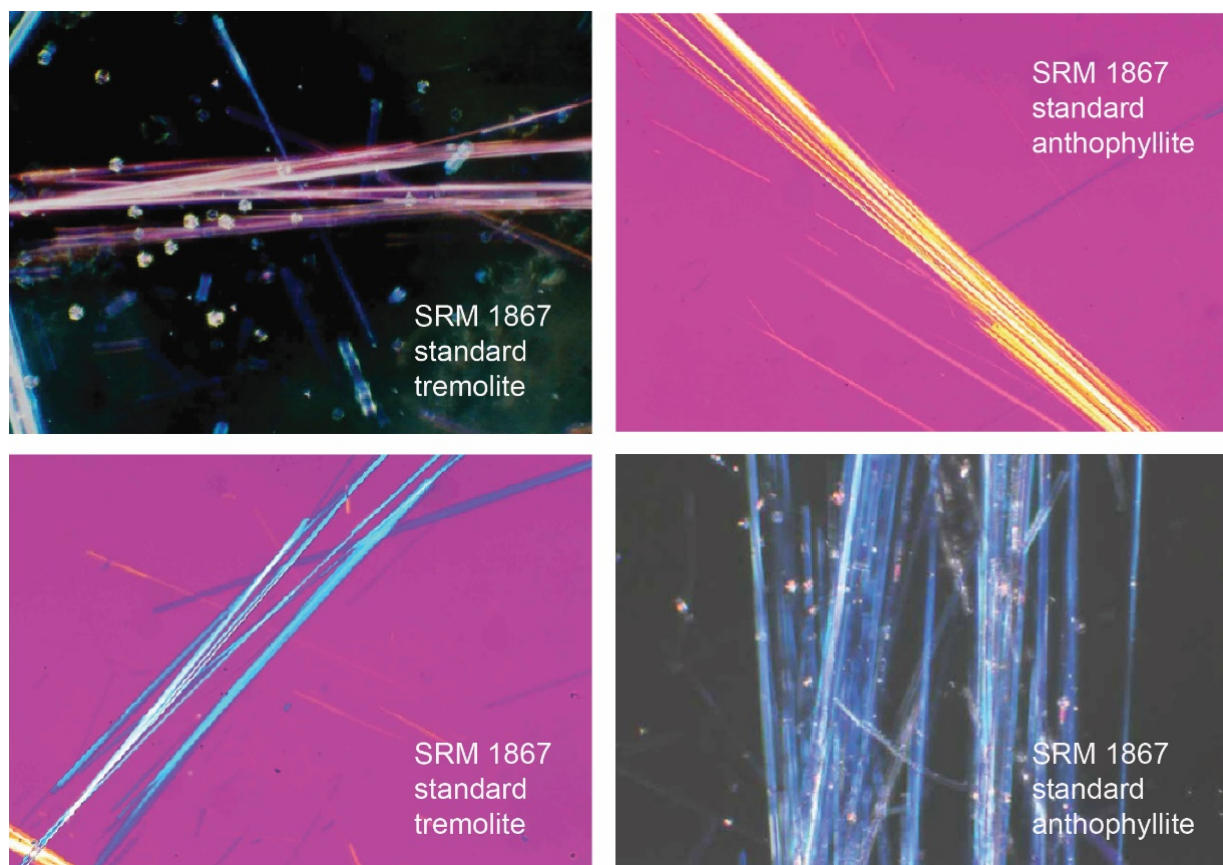 SRM 1867
standard
tremolite
SRM 1867
standard
anthophyllite
SRM 1867
standard
tremolite
SRM 1867
standard
anthophyllite